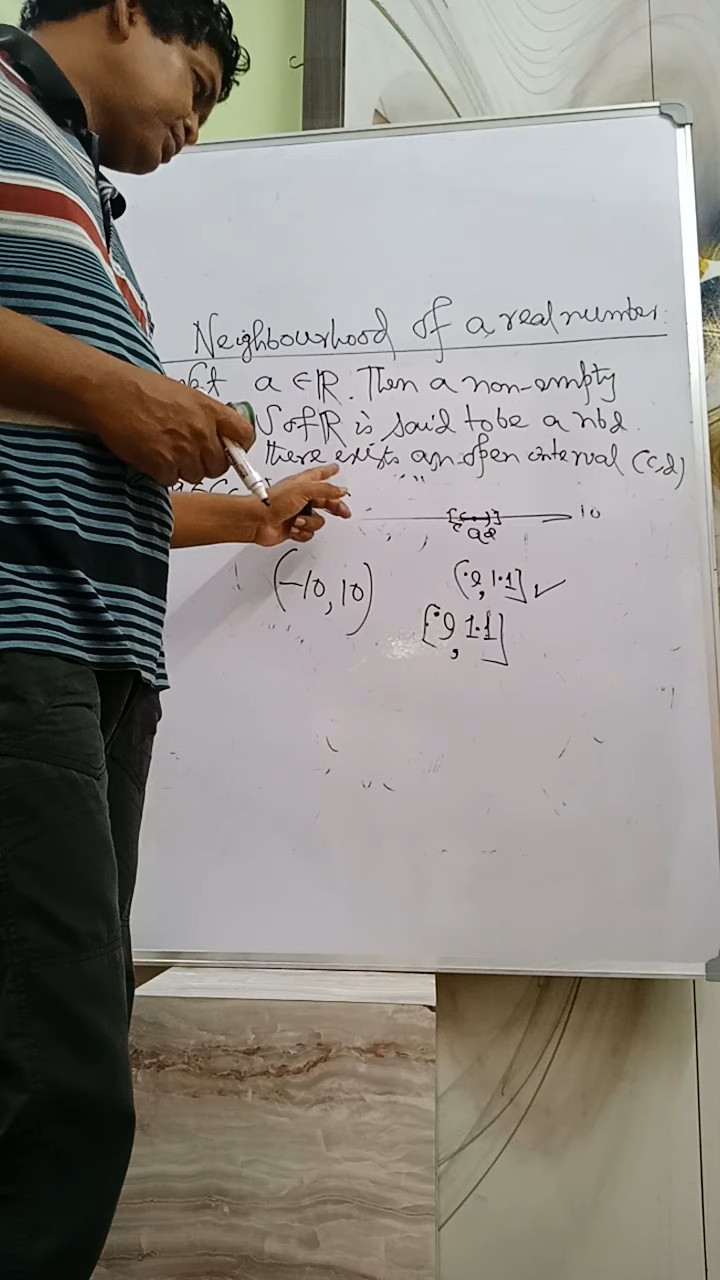 Neighbourhood of a real number.
a ∈ ℝ. Then a non-empty
S of ℝ is said to be a nbd.
there exists an open interval (c,d)
[(—)] 10
c a d
(-10, 10) [.9, 1.1] ✓
[.9, 1.1]